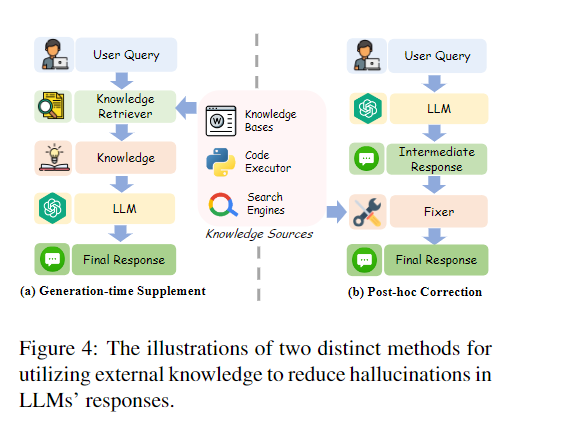 User Query
Knowledge
Retriever
Knowledge
LLM
Final Response
(a) Generation-time Supplement
W
Knowledge
Bases
Code
Executor
Search
Engines
Knowledge Sources
User Query
LLM
Intermediate
Response
Fixer
Final Response
(b) Post-hoc Correction
Figure 4: The illustrations of two distinct methods for
utilizing external knowledge to reduce hallucinations in
LLMs’ responses.